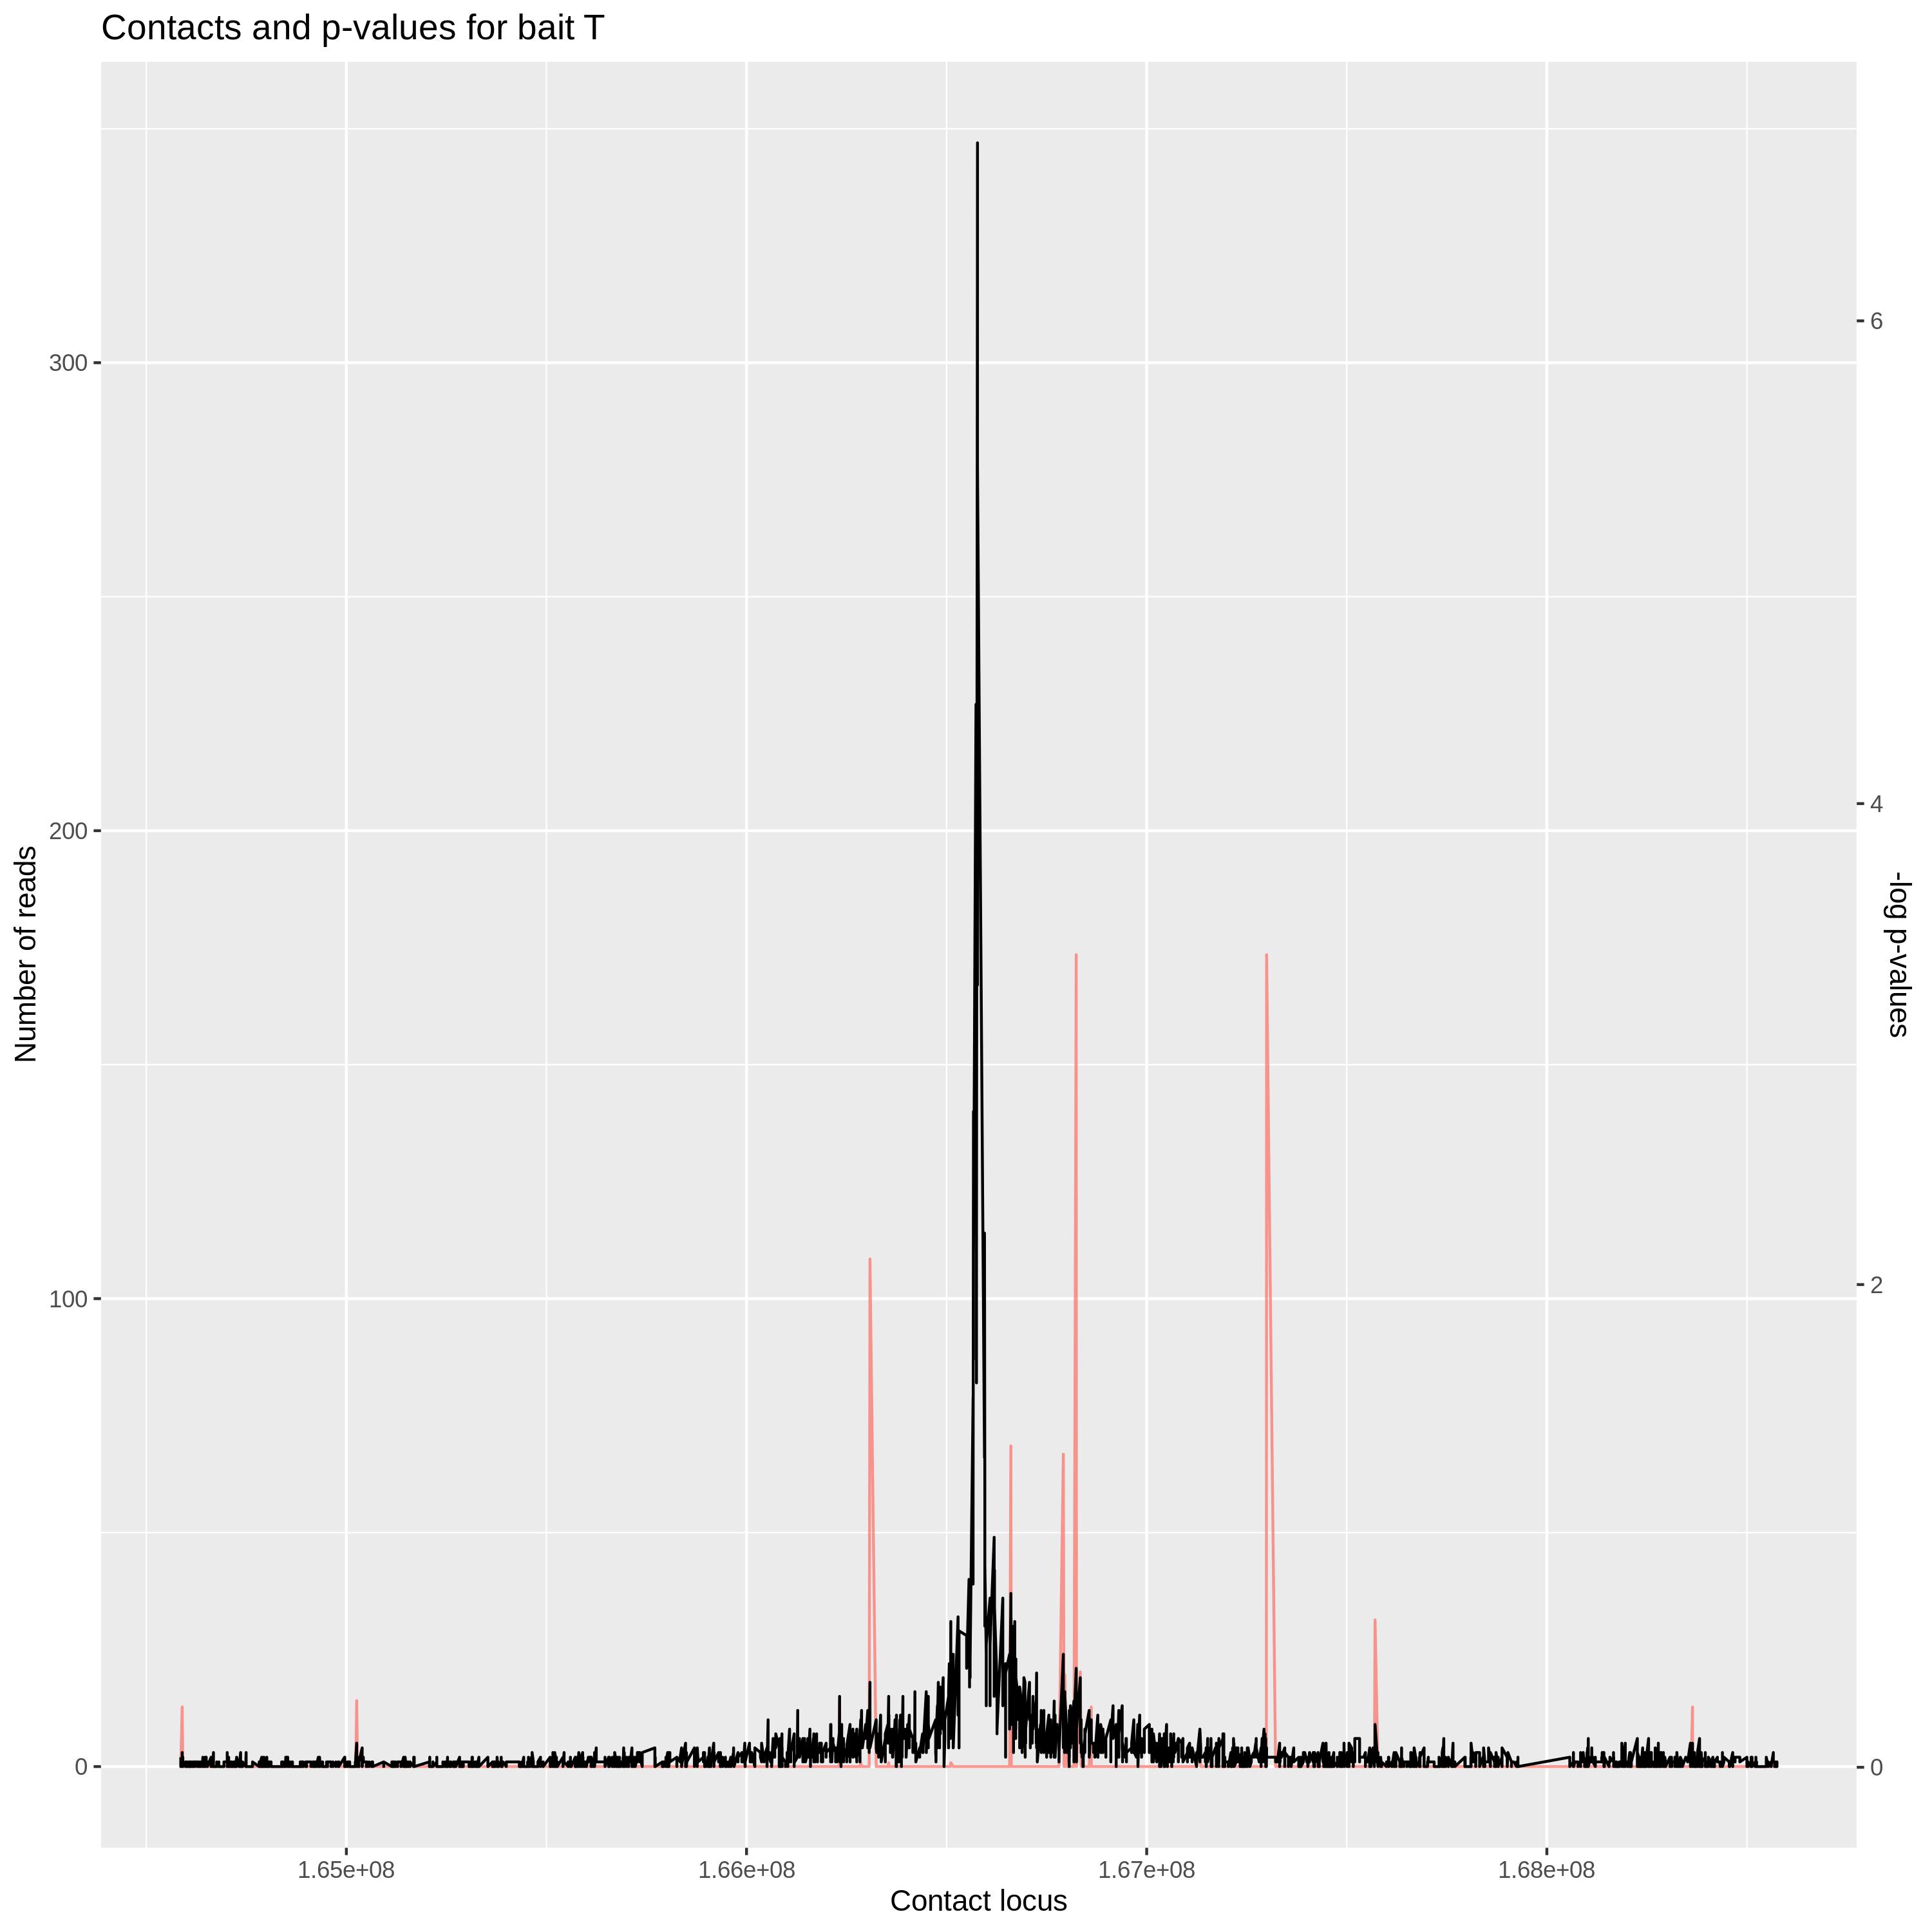 Contacts and p-values for bait T
300
200
100
0
Number of reads
6
4
2
0
-log p-values
1.65e+08
1.66e+08
1.67e+08
1.68e+08
Contact locus